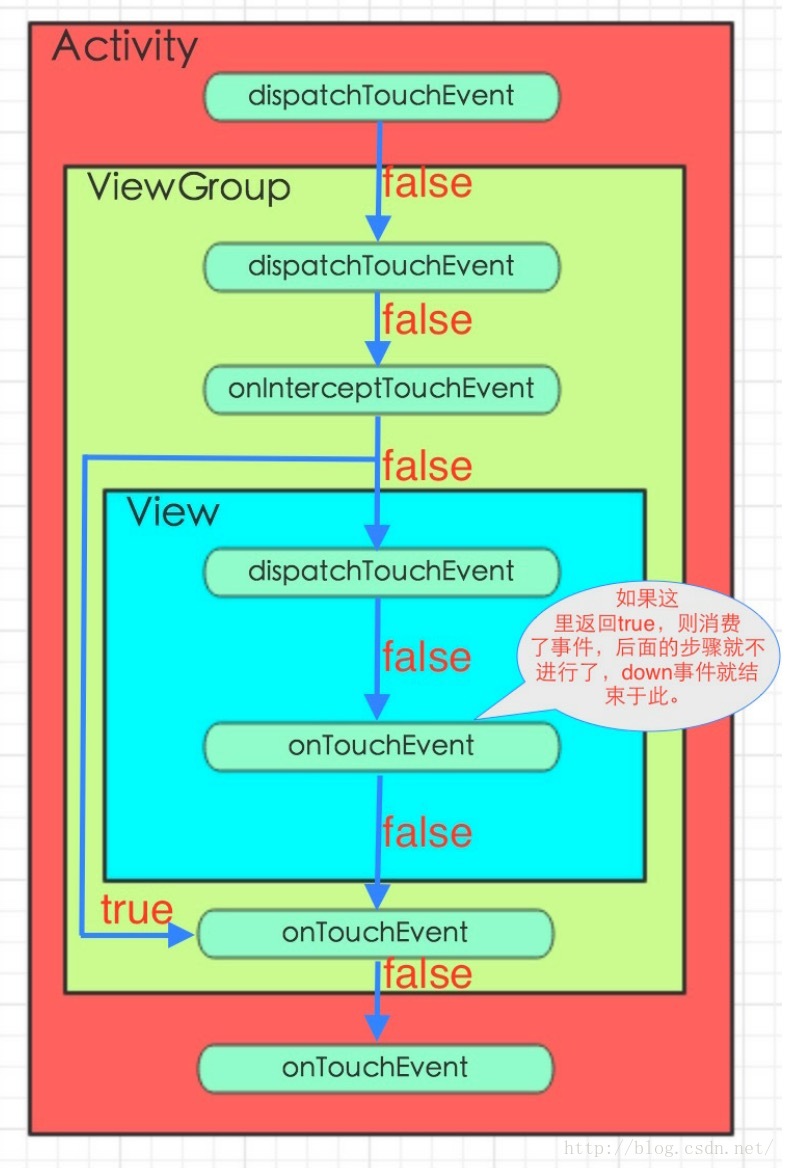 Activity
dispatchTouchEvent
false
ViewGroup
dispatchTouchEvent
false
onInterceptTouchEvent
false
View
dispatchTouchEvent
如果这
里返回true，则消费
了事件，后面的步骤就不
进行了，down事件就结
束于此。
false
onTouchEvent
false
true
onTouchEvent
false
onTouchEvent
http://blog.csdn.net/